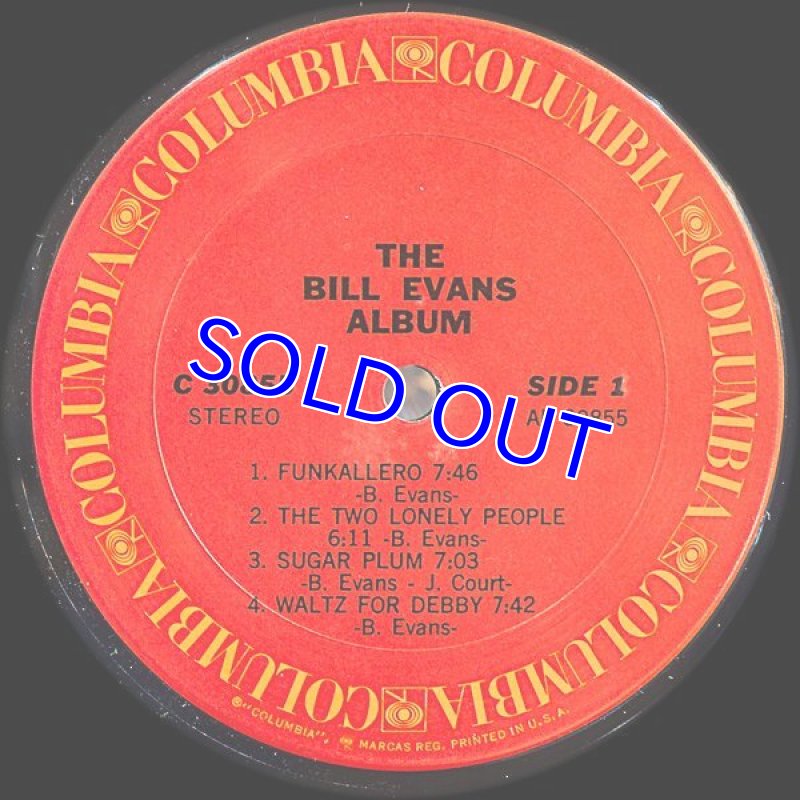 COLUMBIA COLUMBIA COLUMBIA COLUMBIA COLUMBIA COLUMBIA
THE
BILL EVANS
ALBUM
SOLD OUT
SIDE 1
STEREO
1. FUNKALLERO 7:46
-B. Evans-
2. THE TWO LONELY PEOPLE
6:11 -B. Evans-
3. SUGAR PLUM 7:03
-B. Evans - J. Court-
4. WALTZ FOR DEBBY 7:42
-B. Evans-
"COLUMBIA", MARCAS REG. PRINTED IN U.S.A.